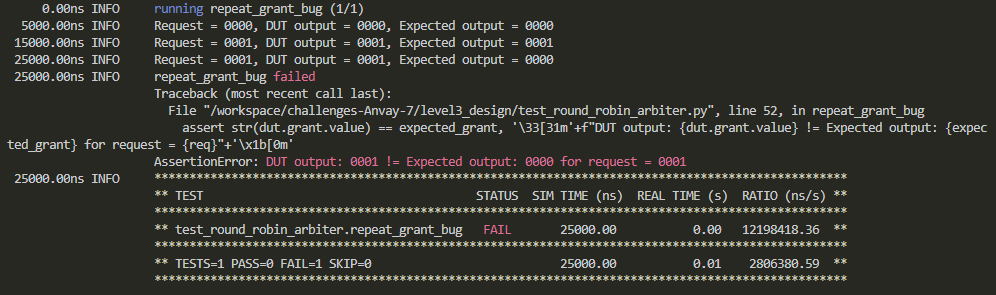 0.00ns INFO running repeat_grant_bug (1/1)
5000.00ns INFO Request = 0000, DUT output = 0000, Expected output = 0000
15000.00ns INFO Request = 0001, DUT output = 0001, Expected output = 0001
25000.00ns INFO Request = 0001, DUT output = 0001, Expected output = 0000
25000.00ns INFO repeat_grant_bug failed
Traceback (most recent call last):
File "/workspace/challenges-Anvay-7/level3_design/test_round_robin_arbiter.py", line 52, in repeat_grant_bug
assert str(dut.grant.value) == expected_grant, '\33[31m'+f"DUT output: {dut.grant.value} != Expected output: {expec
ted_grant} for request = {req}"+'\x1b[0m'
AssertionError: DUT output: 0001 != Expected output: 0000 for request = 0001
25000.00ns INFO **************************************************************************************
** TEST STATUS SIM TIME (ns) REAL TIME (s) RATIO (ns/s) **
**************************************************************************************
** test_round_robin_arbiter.repeat_grant_bug FAIL 25000.00 0.00 12198418.36 **
**************************************************************************************
** TESTS=1 PASS=0 FAIL=1 SKIP=0 25000.00 0.01 2806380.59 **
**************************************************************************************